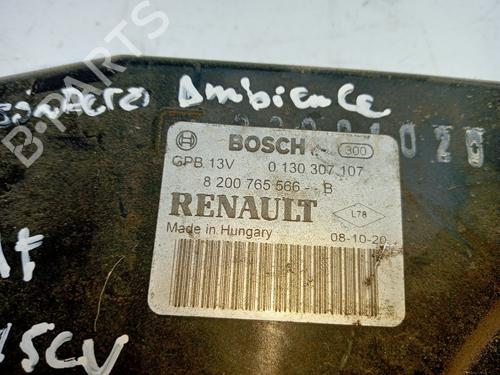 B-PARTS
Ambience
BOSCH 300
GPB 13V 0 130 307 107
8 200 765 566 -- B
RENAULT
L78
Made in Hungary 08-10-20
5CV